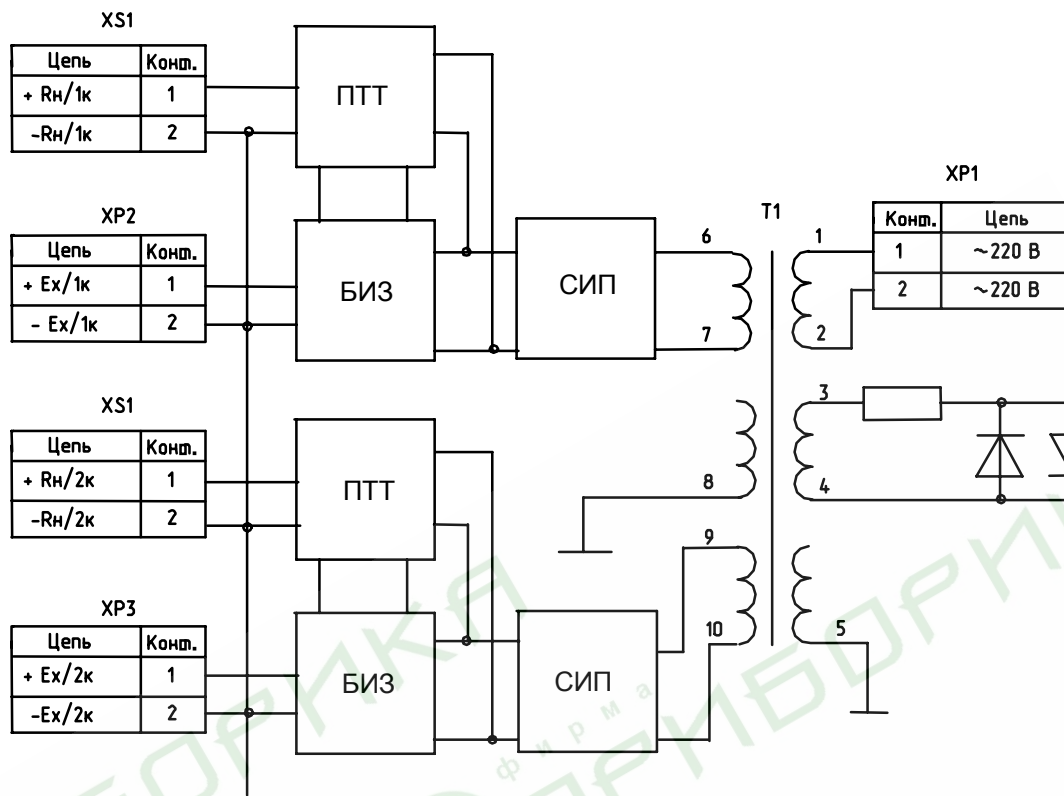 XS1
Цепь Конт.
+ Rн/1к 1
-Rн/1к 2
ПТТ
XP2
Цепь Конт.
+ Ex/1к 1
- Ex/1к 2
БИЗ
СИП
6
7
T1
1
2
XP1
Конт. Цепь
1 ~220 В
2 ~220 В
3
4
8
XS1
Цепь Конт.
+ Rн/2к 1
-Rн/2к 2
ПТТ
XP3
Цепь Конт.
+ Ex/2к 1
-Ex/2к 2
БИЗ
СИП
9
10
5
фирма